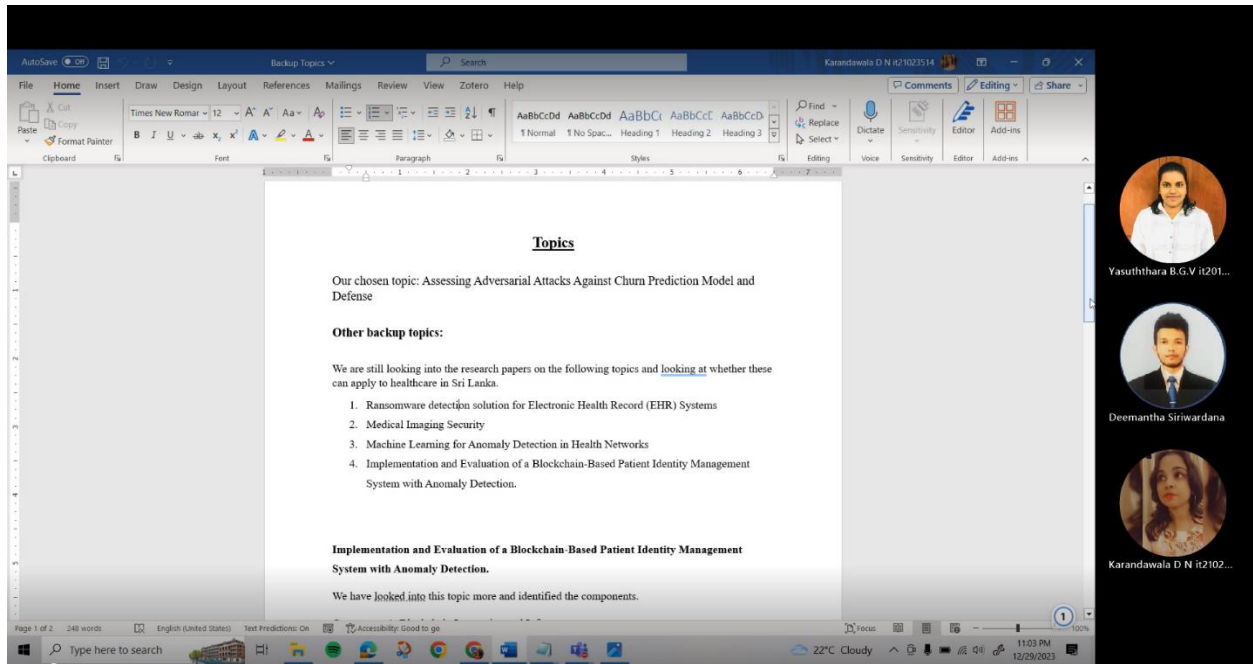 AutoSave Off
Backup Topics
Search
Karandawala D N it21023514
File Home Insert Draw Design Layout References Mailings Review View Zotero Help
Comments Editing Share
Paste
Cut
Copy
Format Painter
Clipboard
Times New Romar 12
Font
Paragraph
AaBbCcDd AaBbCcDd AaBbC AaBbCcC AaBbCcD
1 Normal 1 No Spac... Heading 1 Heading 2 Heading 3
Styles
Find
Replace
Select
Editing
Dictate
Voice
Sensitivity
Sensitivity
Editor
Editor
Add-ins
Add-ins
Topics
Our chosen topic: Assessing Adversarial Attacks Against Churn Prediction Model and
Defense
Other backup topics:
We are still looking into the research papers on the following topics and looking at whether these
can apply to healthcare in Sri Lanka.
1. Ransomware detection solution for Electronic Health Record (EHR) Systems
2. Medical Imaging Security
3. Machine Learning for Anomaly Detection in Health Networks
4. Implementation and Evaluation of a Blockchain-Based Patient Identity Management
System with Anomaly Detection.
Implementation and Evaluation of a Blockchain-Based Patient Identity Management
System with Anomaly Detection.
We have looked into this topic more and identified the components.
Yasuththara B.G.V it201...
Deemantha Siriwardana
Karandawala D N it2102...
1
Page 1 of 2 248 words English (United States) Text Predictions: On Accessibility: Good to go
Focus 100%
Type here to search
22°C Cloudy
11:03 PM
12/29/2023